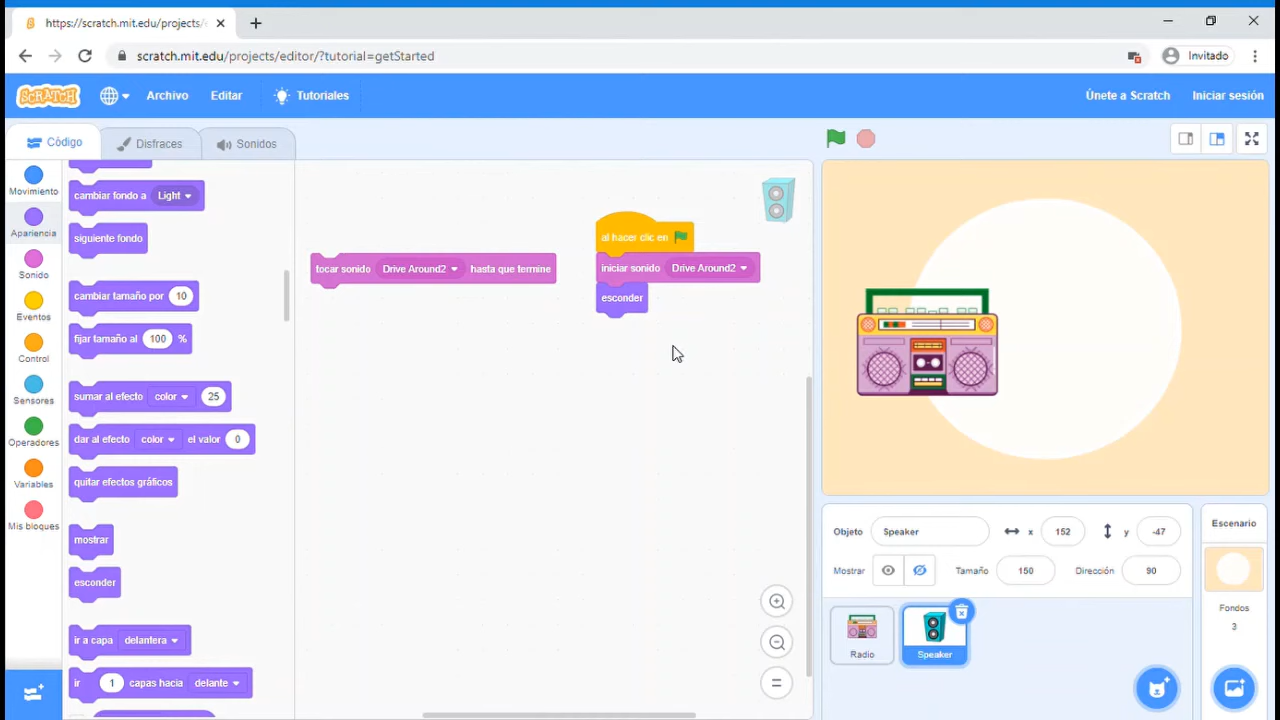 https://scratch.mit.edu/projects/
scratch.mit.edu/projects/editor/?tutorial=getStarted
Invitado
SCRATCH
Archivo
Editar
Tutoriales
Únete a Scratch
Iniciar sesión
Código
Disfraces
Sonidos
Movimiento
Apariencia
Sonido
Eventos
Control
Sensores
Operadores
Variables
Mis bloques
cambiar fondo a Light
siguiente fondo
cambiar tamaño por 10
fijar tamaño al 100 %
sumar al efecto color 25
dar al efecto color el valor 0
quitar efectos gráficos
mostrar
esconder
ir a capa delantera
ir 1 capas hacia delante
tocar sonido Drive Around2 hasta que termine
al hacer clic en
iniciar sonido Drive Around2
esconder
Objeto Speaker x 152 y -47
Mostrar Tamaño 150 Dirección 90
Radio
Speaker
Escenario
Fondos
3